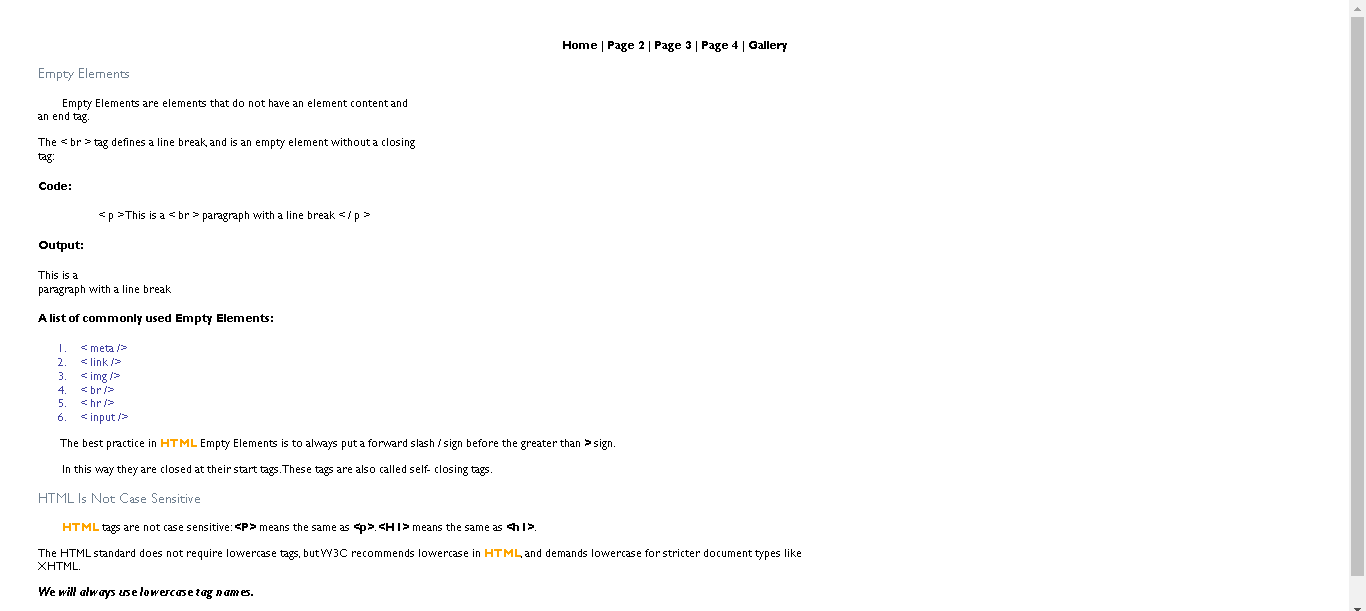 Home | Page 2 | Page 3 | Page 4 | Gallery
Empty Elements
Empty Elements are elements that do not have an element content and
an end tag.
The < br > tag defines a line break, and is an empty element without a closing
tag:
Code:
< p >This is a < br > paragraph with a line break < / p >
Output:
This is a
paragraph with a line break
A list of commonly used Empty Elements:
1. < meta />
2. < link />
3. < img />
4. < br />
5. < hr />
6. < input />
The best practice in HTML Empty Elements is to always put a forward slash / sign before the greater than > sign.
In this way they are closed at their start tags. These tags are also called self- closing tags.
HTML Is Not Case Sensitive
HTML tags are not case sensitive: <P> means the same as <p>. <H1> means the same as <h1>.
The HTML standard does not require lowercase tags, but W3C recommends lowercase in HTML, and demands lowercase for stricter document types like
XHTML.
We will always use lowercase tag names.